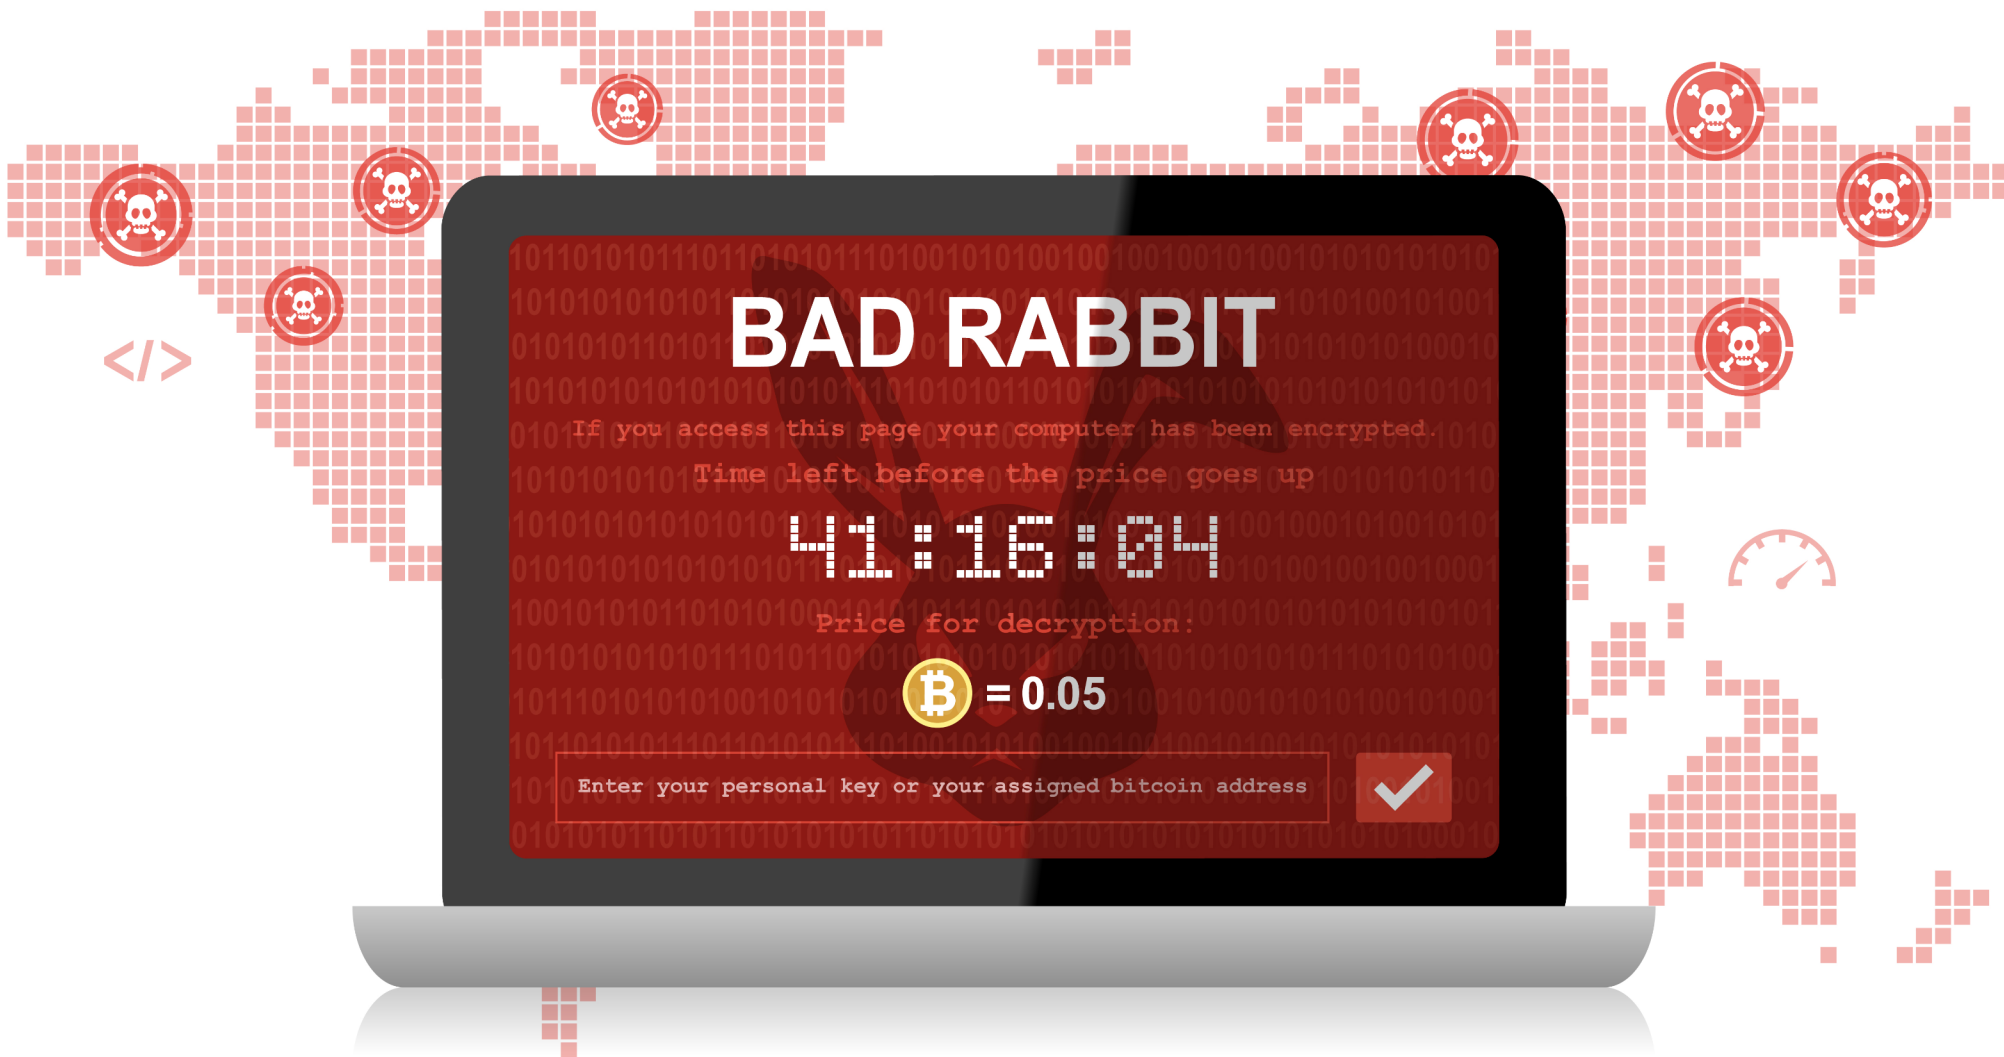 BAD RABBIT
If you access this page your computer has been encrypted.
Time left before the price goes up
41:16:04
Price for decryption:
₿ = 0.05
Enter your personal key or your assigned bitcoin address
</>